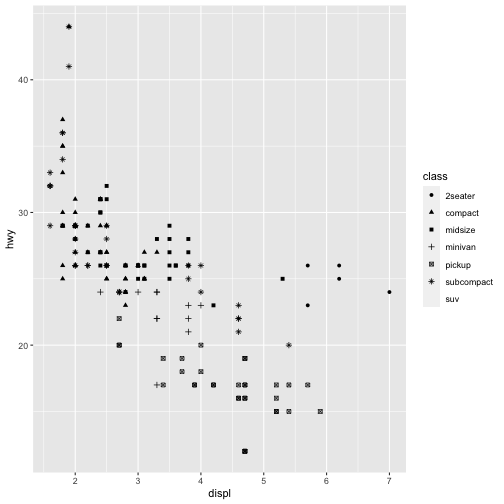 40
30
20
hwy
2
3
4
5
6
7
displ
class
2seater
compact
midsize
minivan
pickup
subcompact
suv